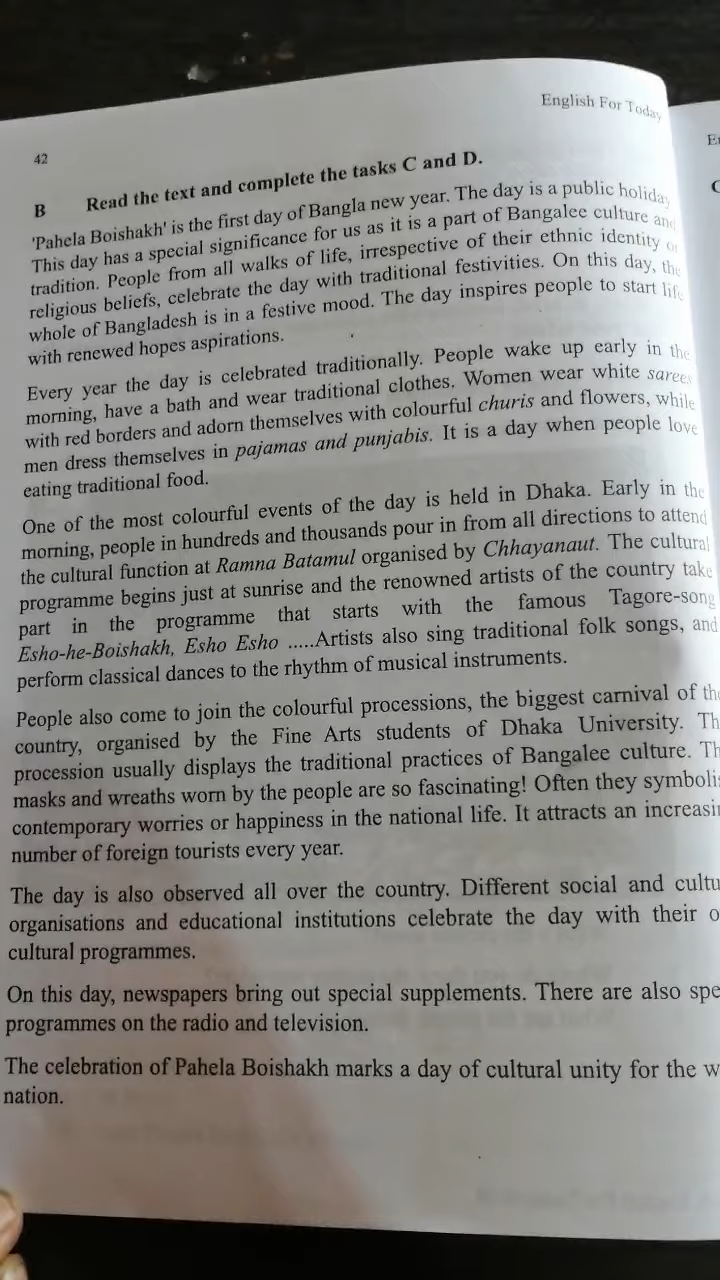 English For Today
42
B Read the text and complete the tasks C and D.
'Pahela Boishakh' is the first day of Bangla new year. The day is a public holiday
This day has a special significance for us as it is a part of Bangalee culture and
tradition. People from all walks of life, irrespective of their ethnic identity or
religious beliefs, celebrate the day with traditional festivities. On this day, the
whole of Bangladesh is in a festive mood. The day inspires people to start life
with renewed hopes aspirations.
Every year the day is celebrated traditionally. People wake up early in the
morning, have a bath and wear traditional clothes. Women wear white sarees
with red borders and adorn themselves with colourful churis and flowers, while
men dress themselves in pajamas and punjabis. It is a day when people love
eating traditional food.
One of the most colourful events of the day is held in Dhaka. Early in the
morning, people in hundreds and thousands pour in from all directions to attend
the cultural function at Ramna Batamul organised by Chhayanaut. The cultural
programme begins just at sunrise and the renowned artists of the country take
part in the programme that starts with the famous Tagore-song
Esho-he-Boishakh, Esho Esho .....Artists also sing traditional folk songs, and
perform classical dances to the rhythm of musical instruments.
People also come to join the colourful processions, the biggest carnival of the
country, organised by the Fine Arts students of Dhaka University. Th
procession usually displays the traditional practices of Bangalee culture. Th
masks and wreaths worn by the people are so fascinating! Often they symbolis
contemporary worries or happiness in the national life. It attracts an increasin
number of foreign tourists every year.
The day is also observed all over the country. Different social and cultu
organisations and educational institutions celebrate the day with their o
cultural programmes.
On this day, newspapers bring out special supplements. There are also spe
programmes on the radio and television.
The celebration of Pahela Boishakh marks a day of cultural unity for the w
nation.